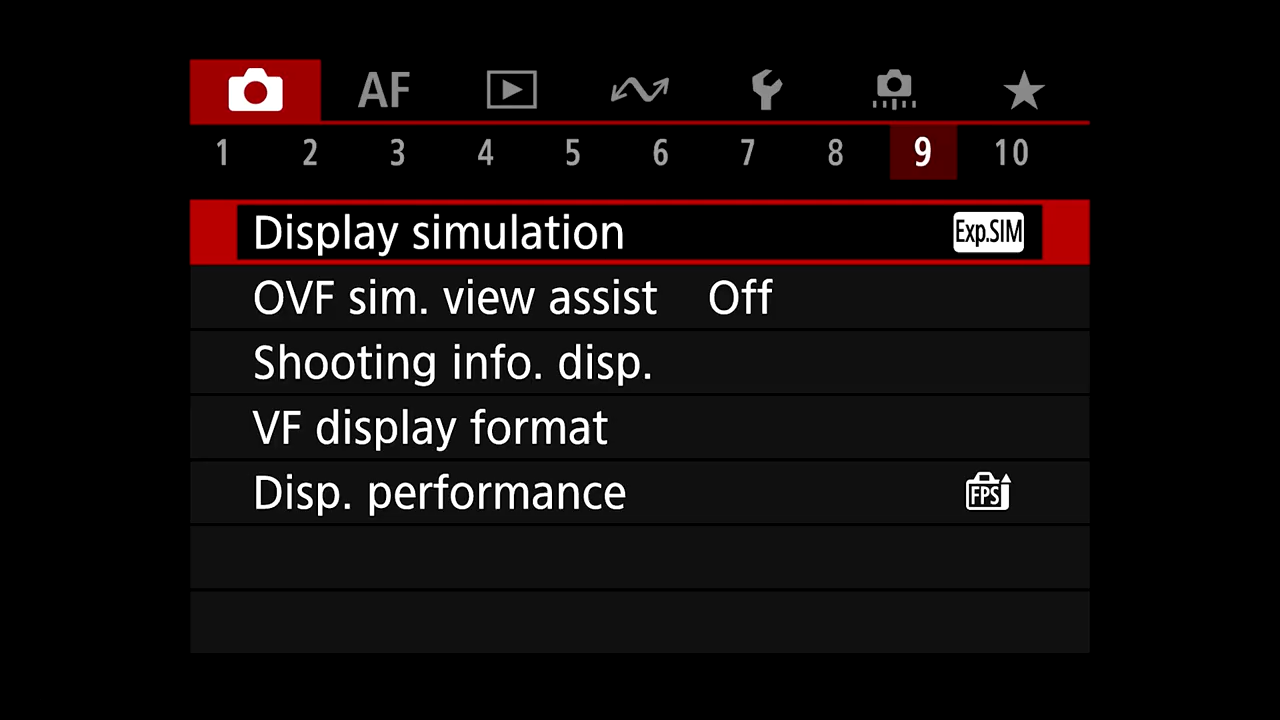 AF
1 2 3 4 5 6 7 8 9 10
Display simulation Exp.SIM
OVF sim. view assist Off
Shooting info. disp.
VF display format
Disp. performance FPS